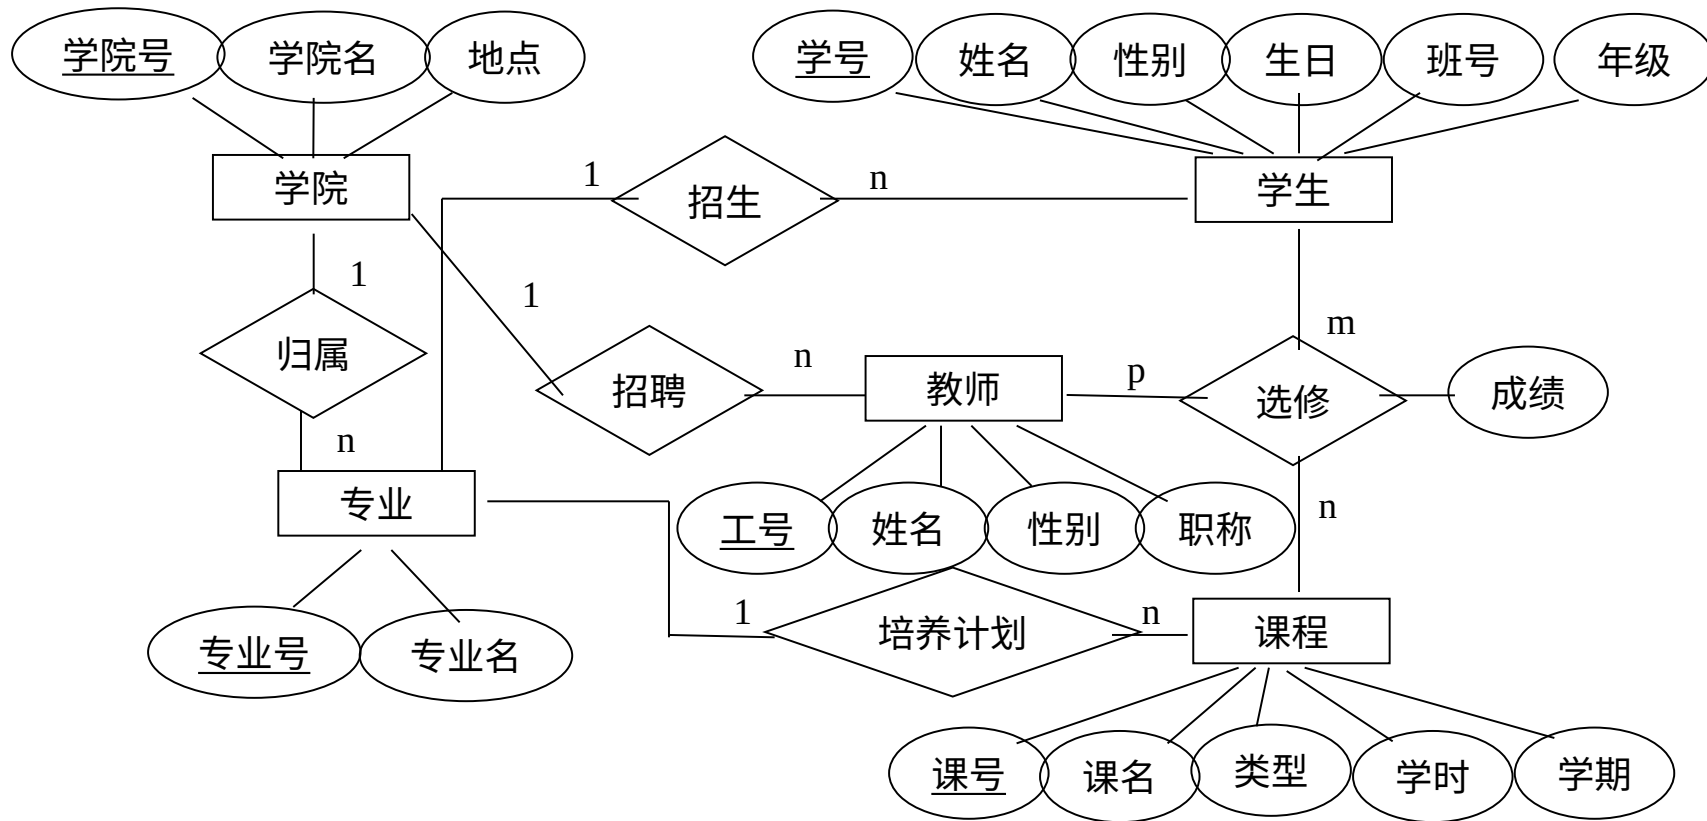 学院号
学院名
地点
学号
姓名
性别
生日
班号
年级
学院
1
招生
n
学生
1
1
归属
招聘
n
教师
p
m
选修
成绩
n
专业
工号
姓名
性别
职称
n
专业号
专业名
1
培养计划
n
课程
课号
课名
类型
学时
学期